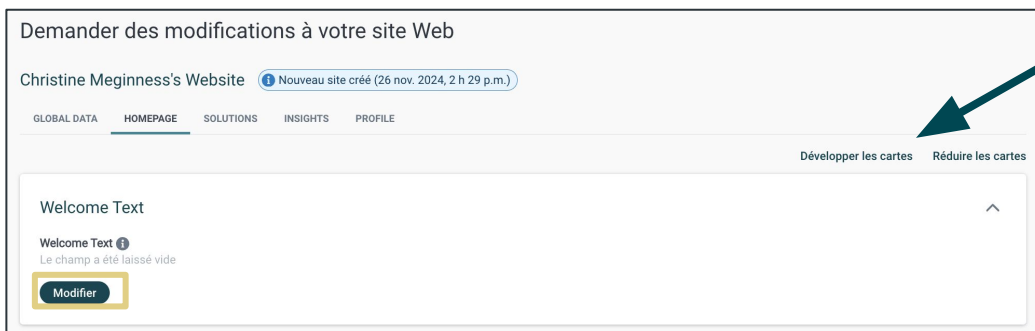 Demander des modifications à votre site Web
Christine Meginness's Website Nouveau site créé (26 nov. 2024, 2 h 29 p.m.)
GLOBAL DATA HOMEPAGE SOLUTIONS INSIGHTS PROFILE
Développer les cartes Réduire les cartes
Welcome Text
Welcome Text
Le champ a été laissé vide
Modifier